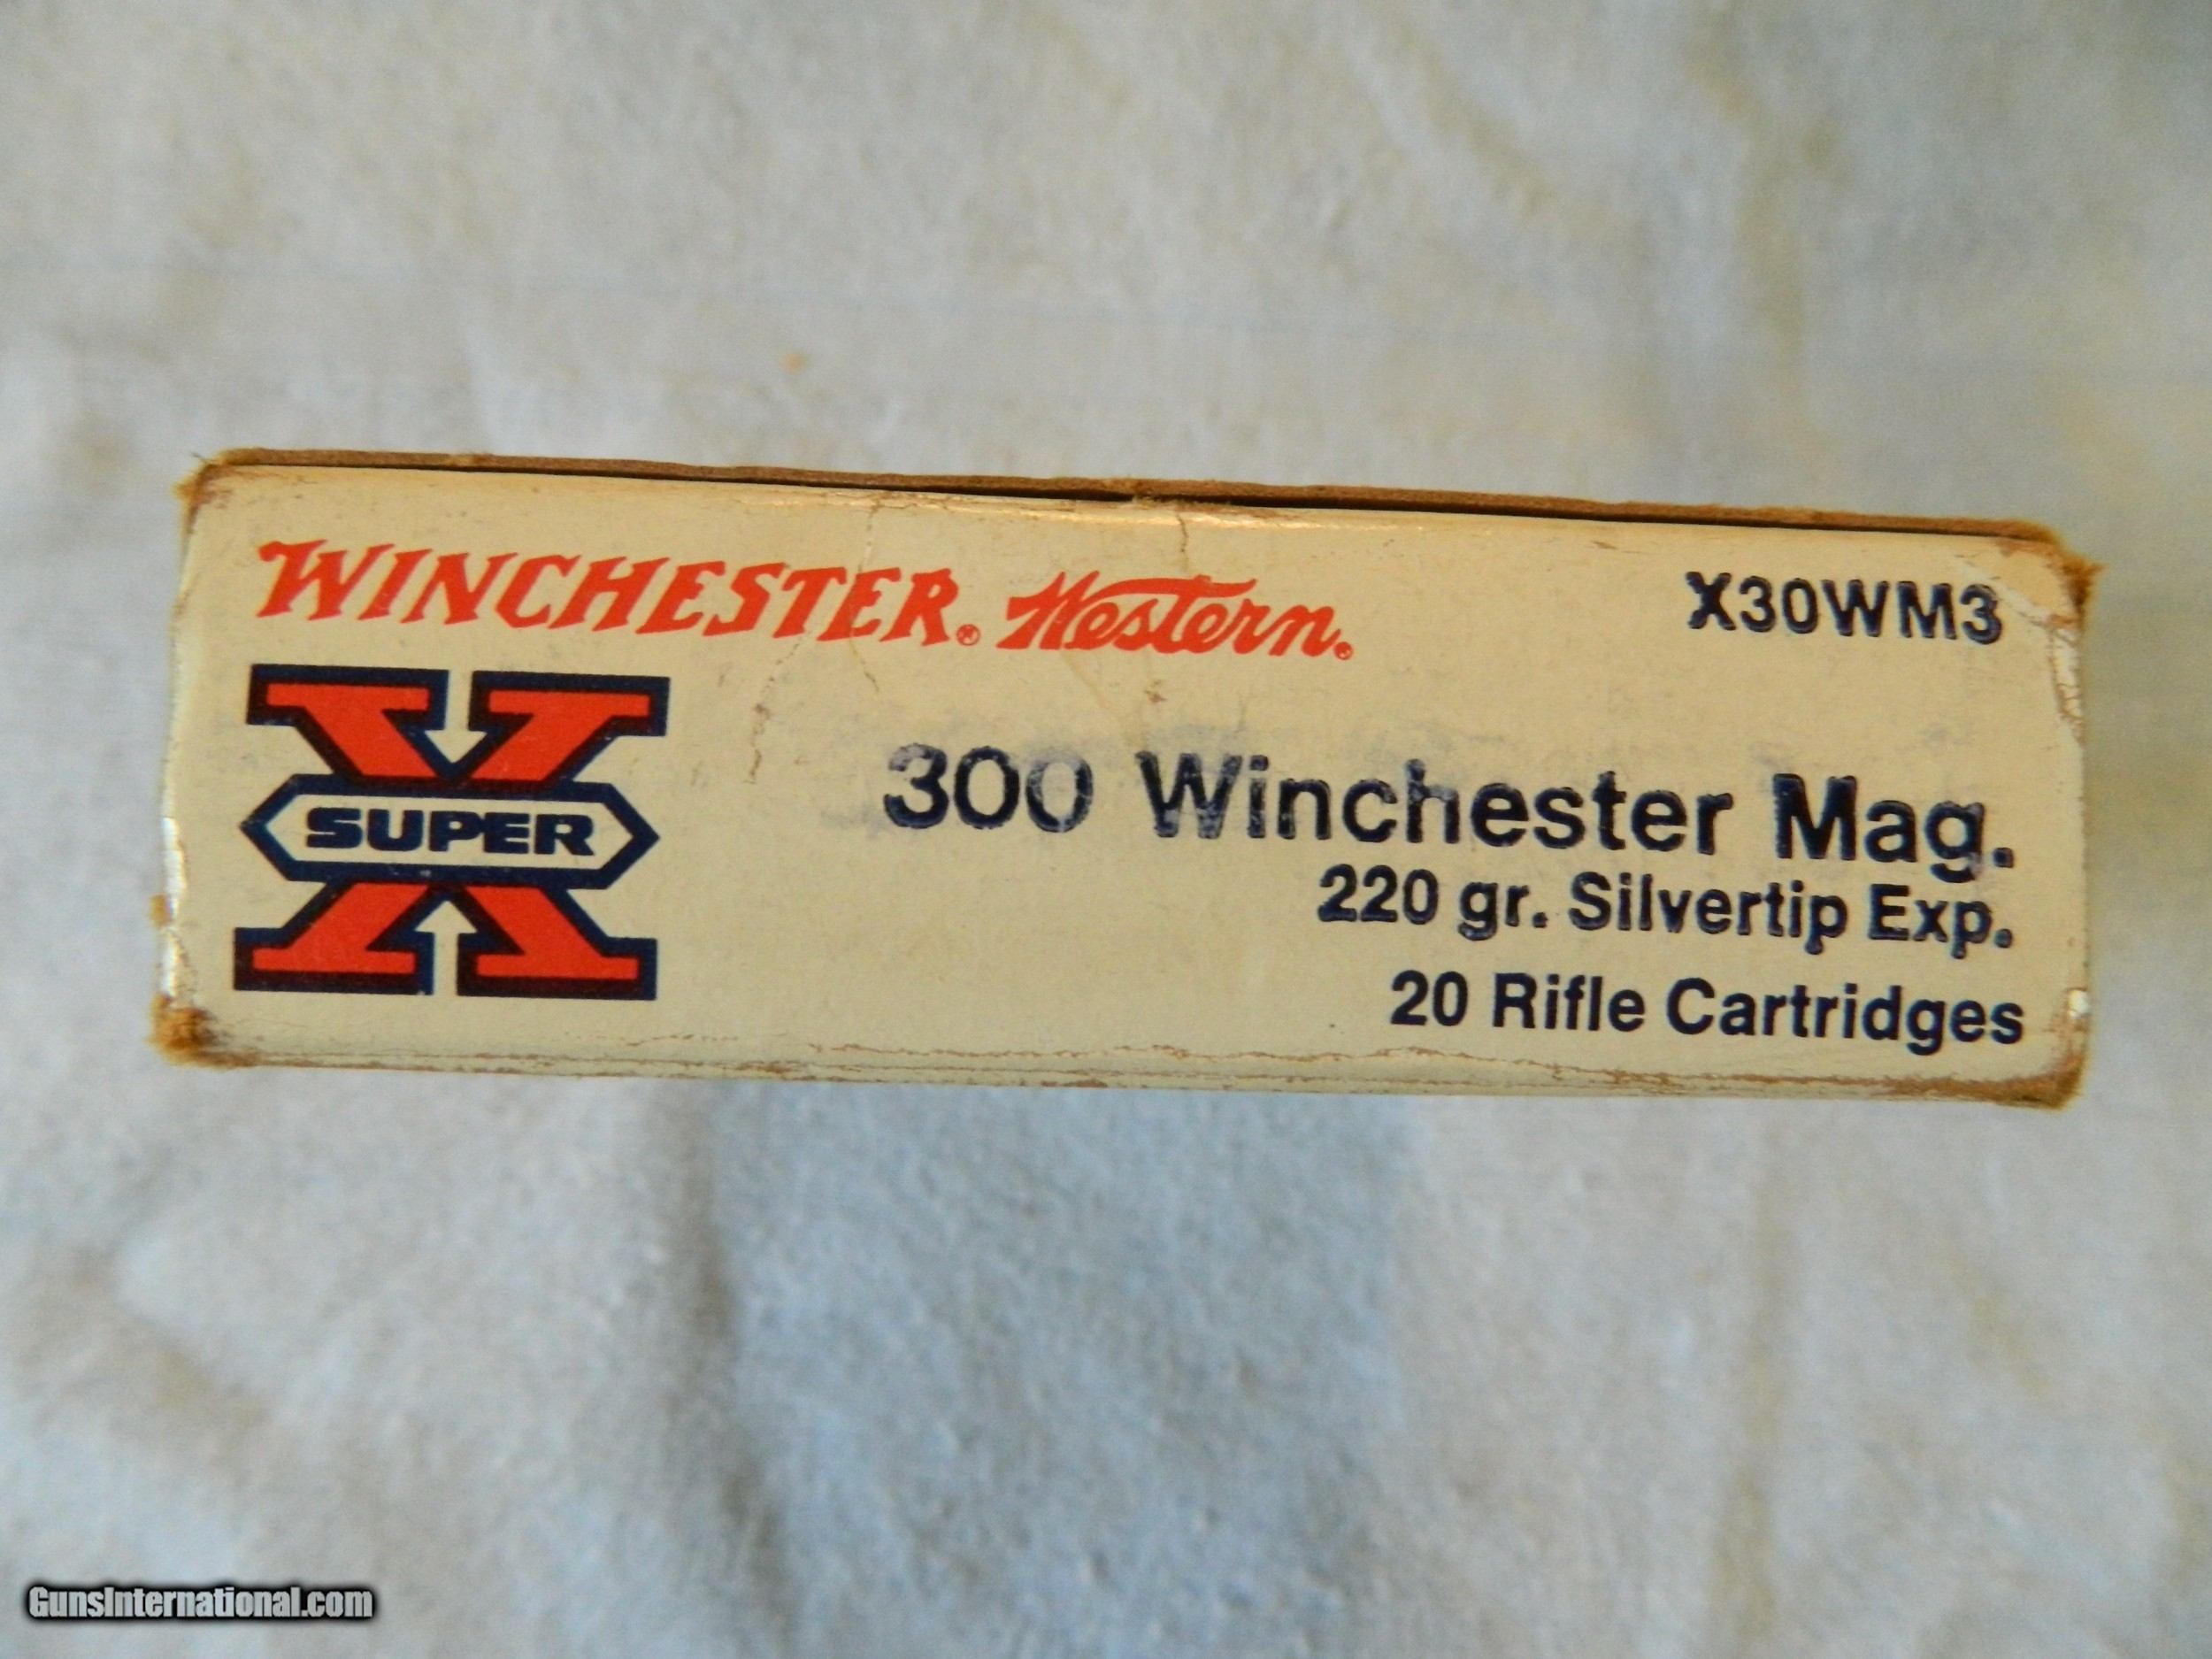 WINCHESTER® Western® X30WM3
SUPER X
300 Winchester Mag.
220 gr. Silvertip Exp.
20 Rifle Cartridges
GunsInternational.com